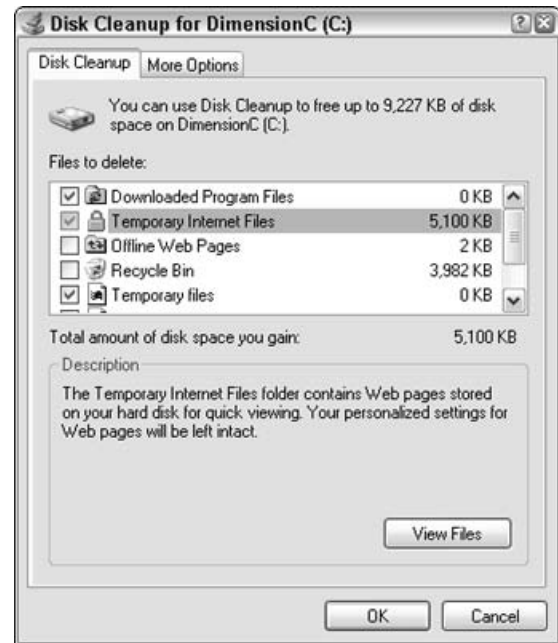 Disk Cleanup for DimensionC (C:)
Disk Cleanup More Options
You can use Disk Cleanup to free up to 9,227 KB of disk
space on DimensionC (C:).
Files to delete:
Downloaded Program Files 0 KB
Temporary Internet Files 5,100 KB
Offline Web Pages 2 KB
Recycle Bin 3,982 KB
Temporary files 0 KB
Total amount of disk space you gain: 5,100 KB
Description
The Temporary Internet Files folder contains Web pages stored
on your hard disk for quick viewing. Your personalized settings for
Web pages will be left intact.
View Files
OK Cancel